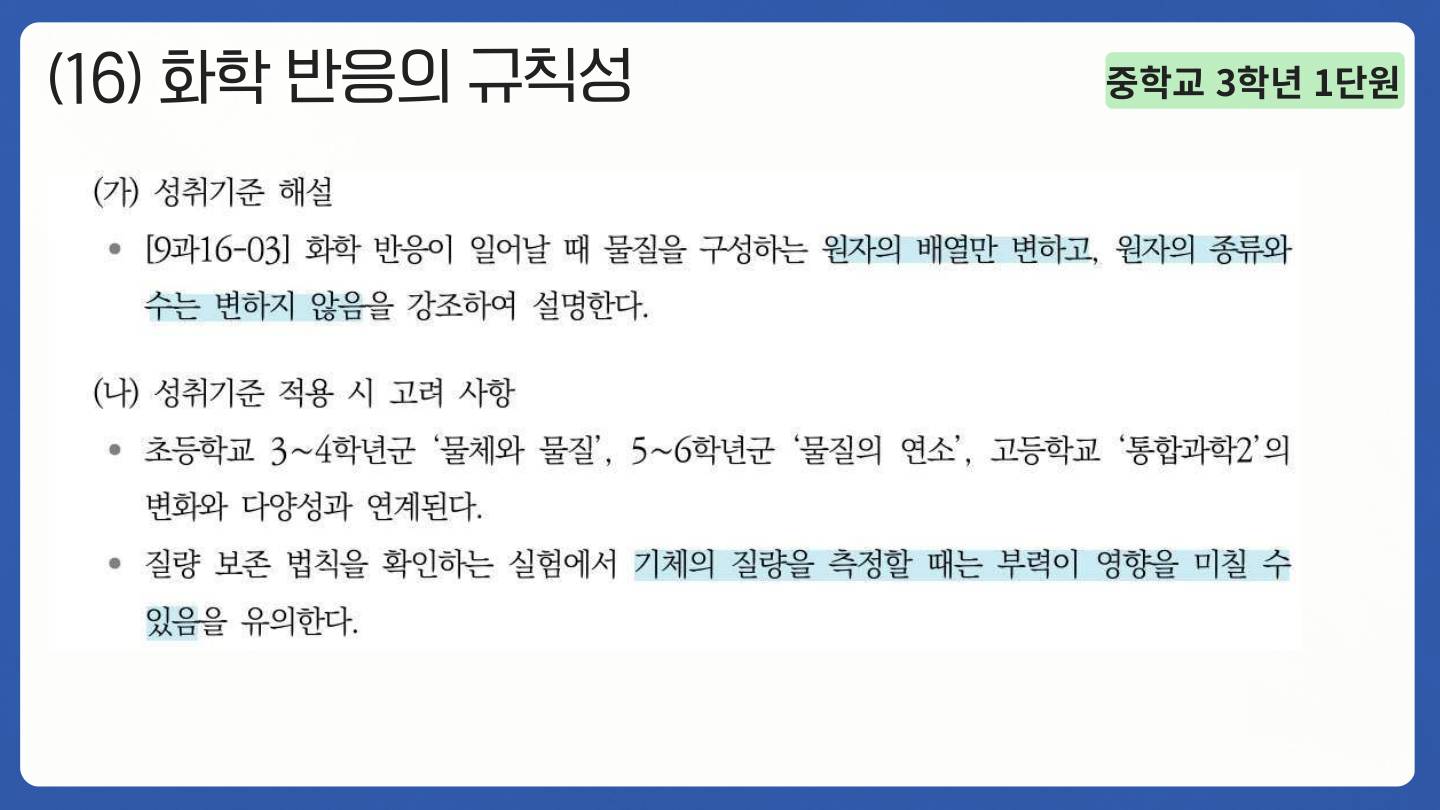 (16) 화학 반응의 규칙성
중학교 3학년 1단원
(가) 성취기준 해설
• [9과16-03] 화학 반응이 일어날 때 물질을 구성하는 원자의 배열만 변하고, 원자의 종류와
수는 변하지 않음을 강조하여 설명한다.
(나) 성취기준 적용 시 고려 사항
• 초등학교 3~4학년군 ‘물체와 물질’, 5~6학년군 ‘물질의 연소’, 고등학교 ‘통합과학2’의
변화와 다양성과 연계된다.
• 질량 보존 법칙을 확인하는 실험에서 기체의 질량을 측정할 때는 부력이 영향을 미칠 수
있음을 유의한다.